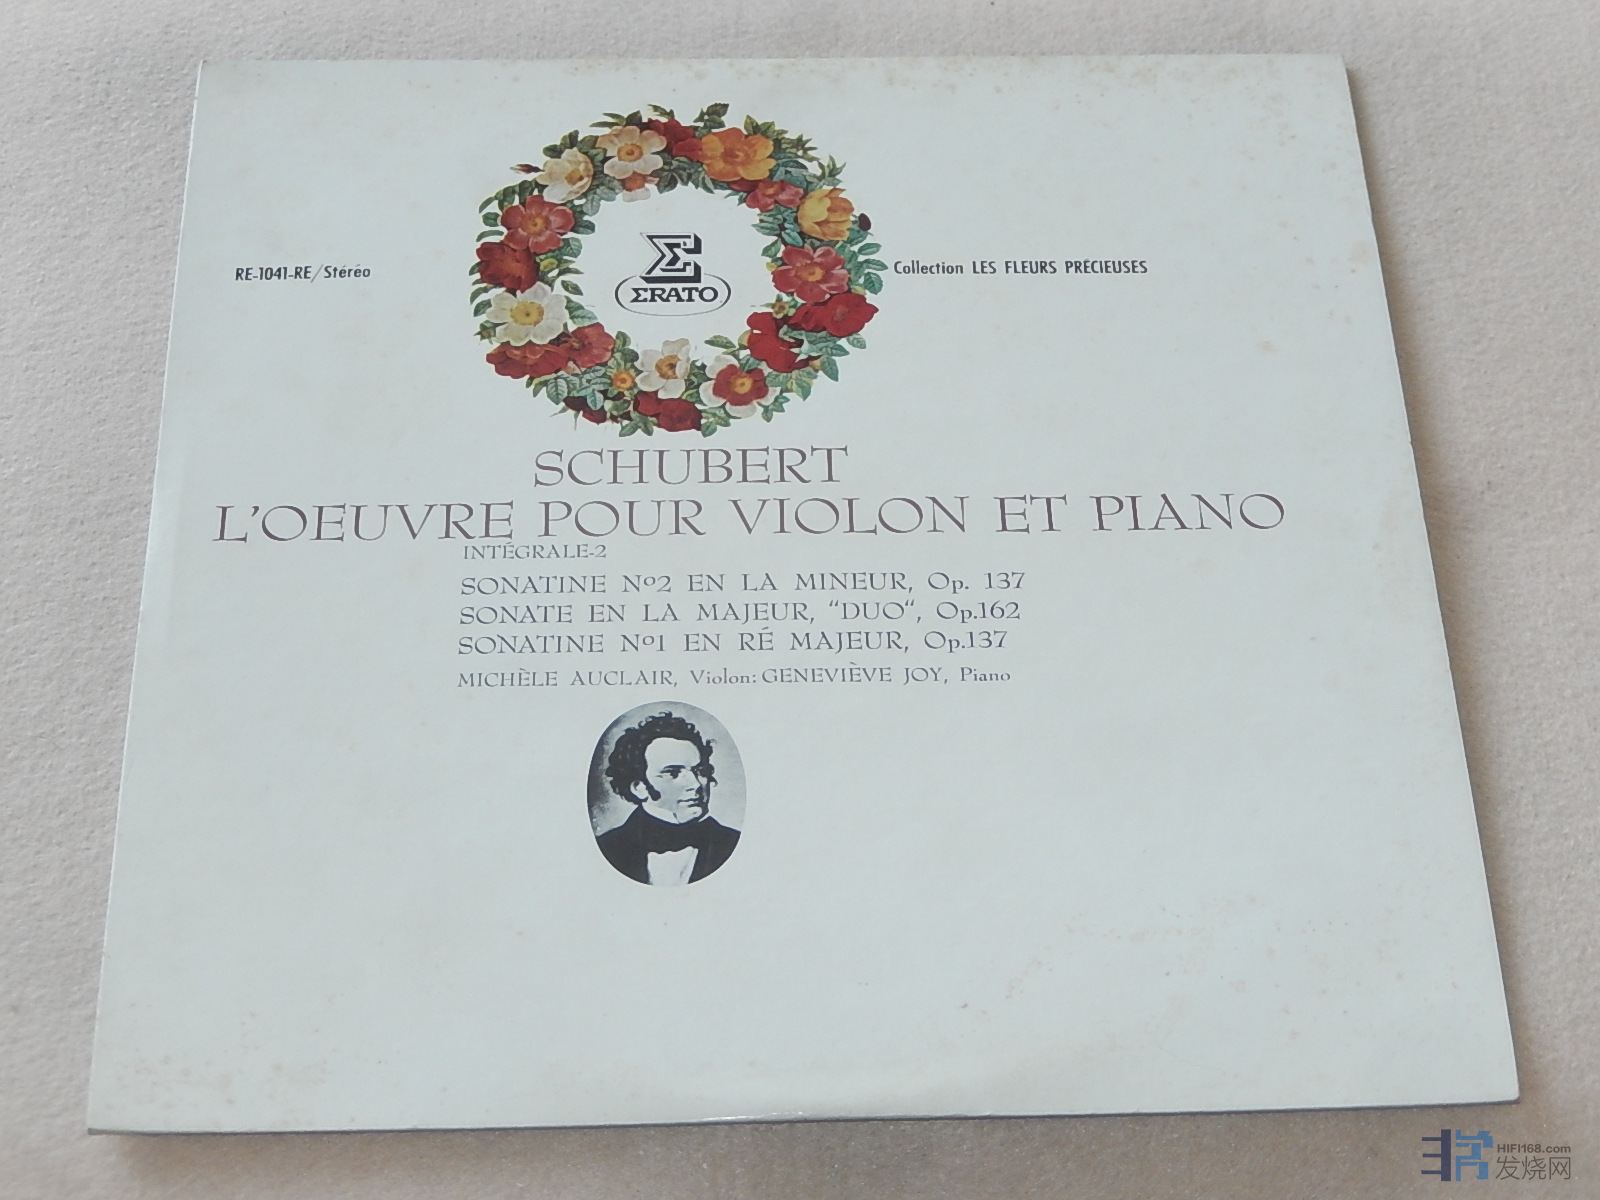 RE-1041-RE/Stéréo
ΣRATO
Collection LES FLEURS PRÉCIEUSES
SCHUBERT
L'OEUVRE POUR VIOLON ET PIANO
INTÉGRALE-2
SONATINE Nº2 EN LA MINEUR, Op. 137
SONATE EN LA MAJEUR, “DUO“, Op.162
SONATINE Nº1 EN RÉ MAJEUR, Op.137
MICHÈLE AUCLAIR, Violon: GENEVIÈVE JOY, Piano
HIFI168.com
发烧网